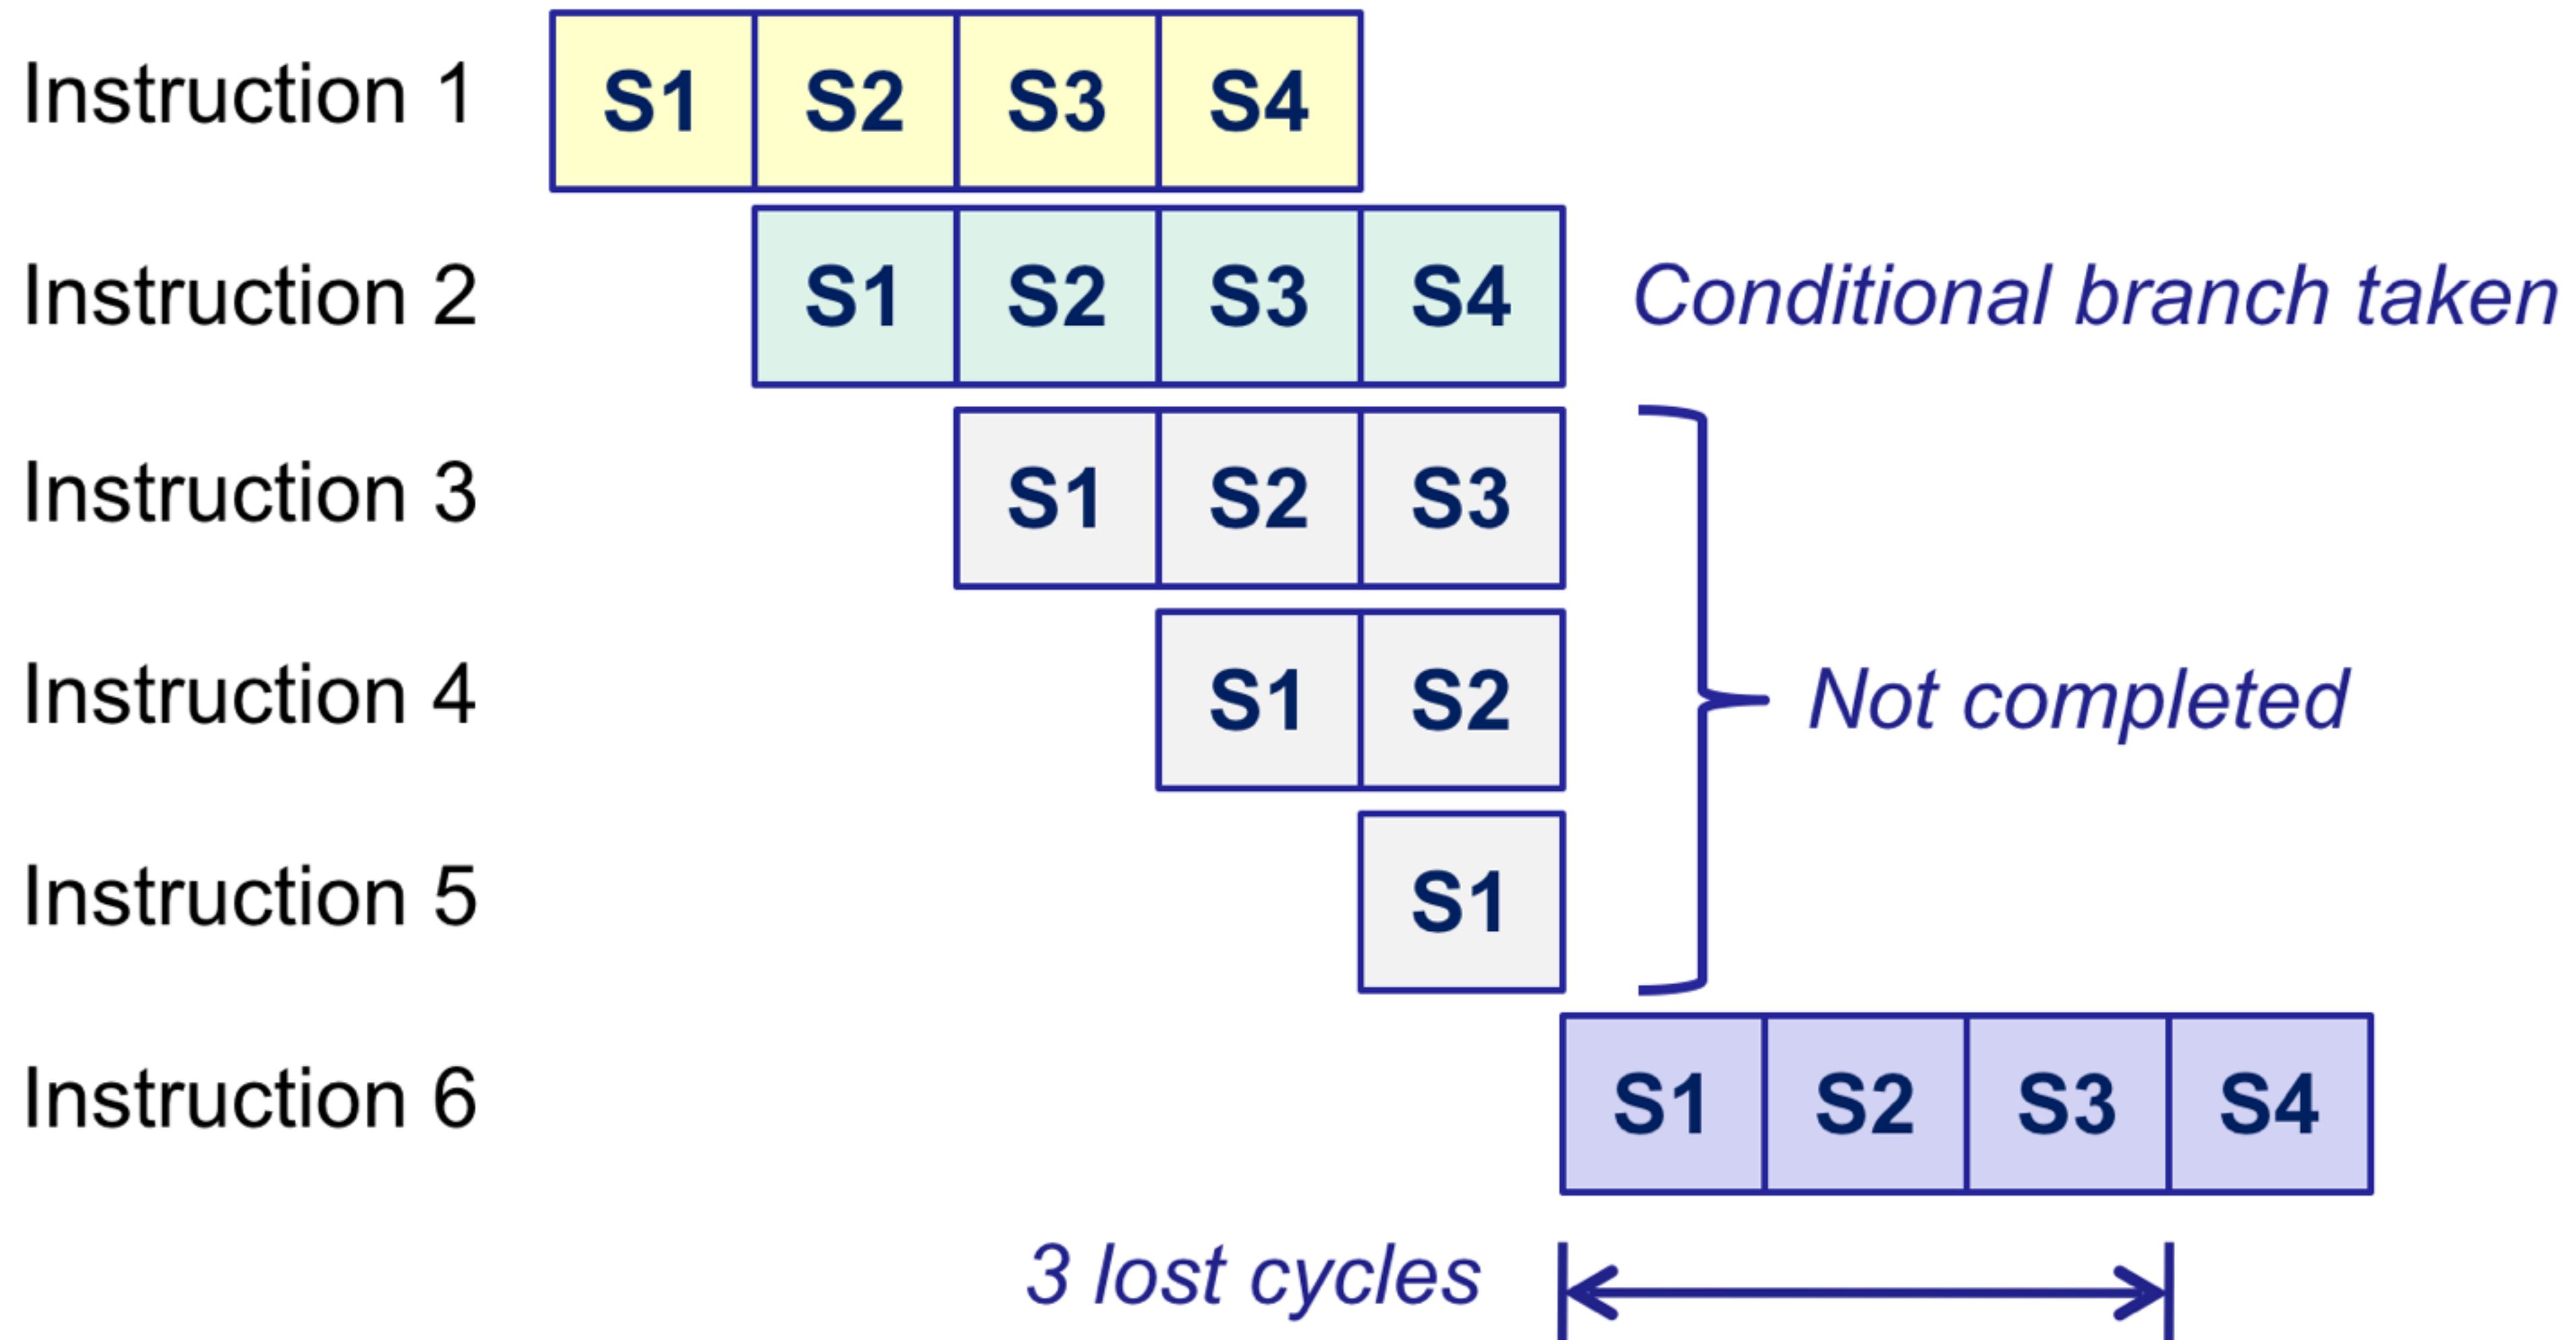 Instruction 1 S1 S2 S3 S4
Instruction 2 S1 S2 S3 S4 Conditional branch taken
Instruction 3 S1 S2 S3
Instruction 4 S1 S2 Not completed
Instruction 5 S1
Instruction 6 S1 S2 S3 S4
3 lost cycles